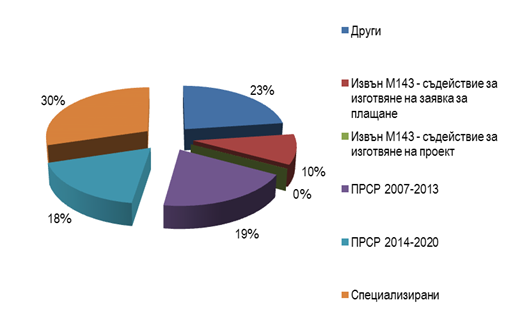 Други
Извън М143 - съдействие за
изготвяне на заявка за
плащане
Извън М143 - съдействие за
изготвяне на проект
ПРСР 2007-2013
ПРСР 2014-2020
Специализирани
23%
10%
0%
19%
18%
30%